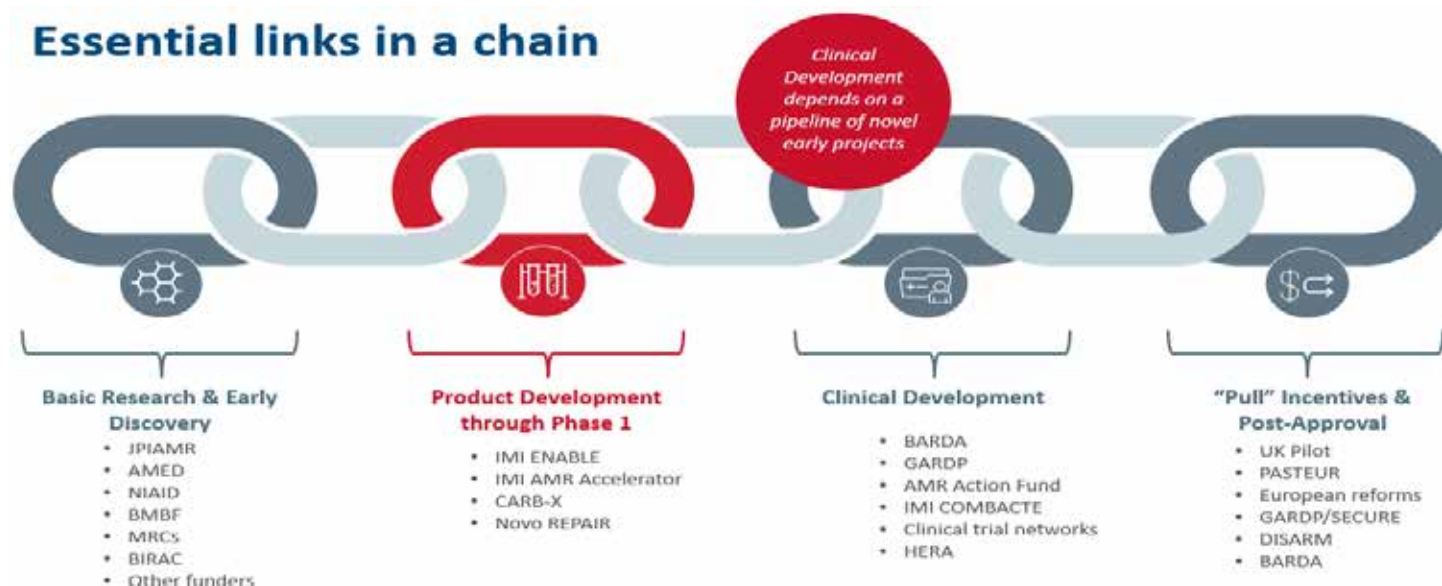 Essential links in a chain
Clinical
Development
depends on a
pipeline of novel
early projects
Basic Research & Early
Discovery
• JPIAMR
• AMED
• NIAID
• BMBF
• MRCs
• BIRAC
• Other funders
Product Development
through Phase 1
• IMI ENABLE
• IMI AMR Accelerator
• CARB-X
• Novo REPAIR
Clinical Development
• BARDA
• GARDP
• AMR Action Fund
• IMI COMBACTE
• Clinical trial networks
• HERA
"Pull" Incentives &
Post-Approval
• UK Pilot
• PASTEUR
• European reforms
• GARDP/SECURE
• DISARM
• BARDA